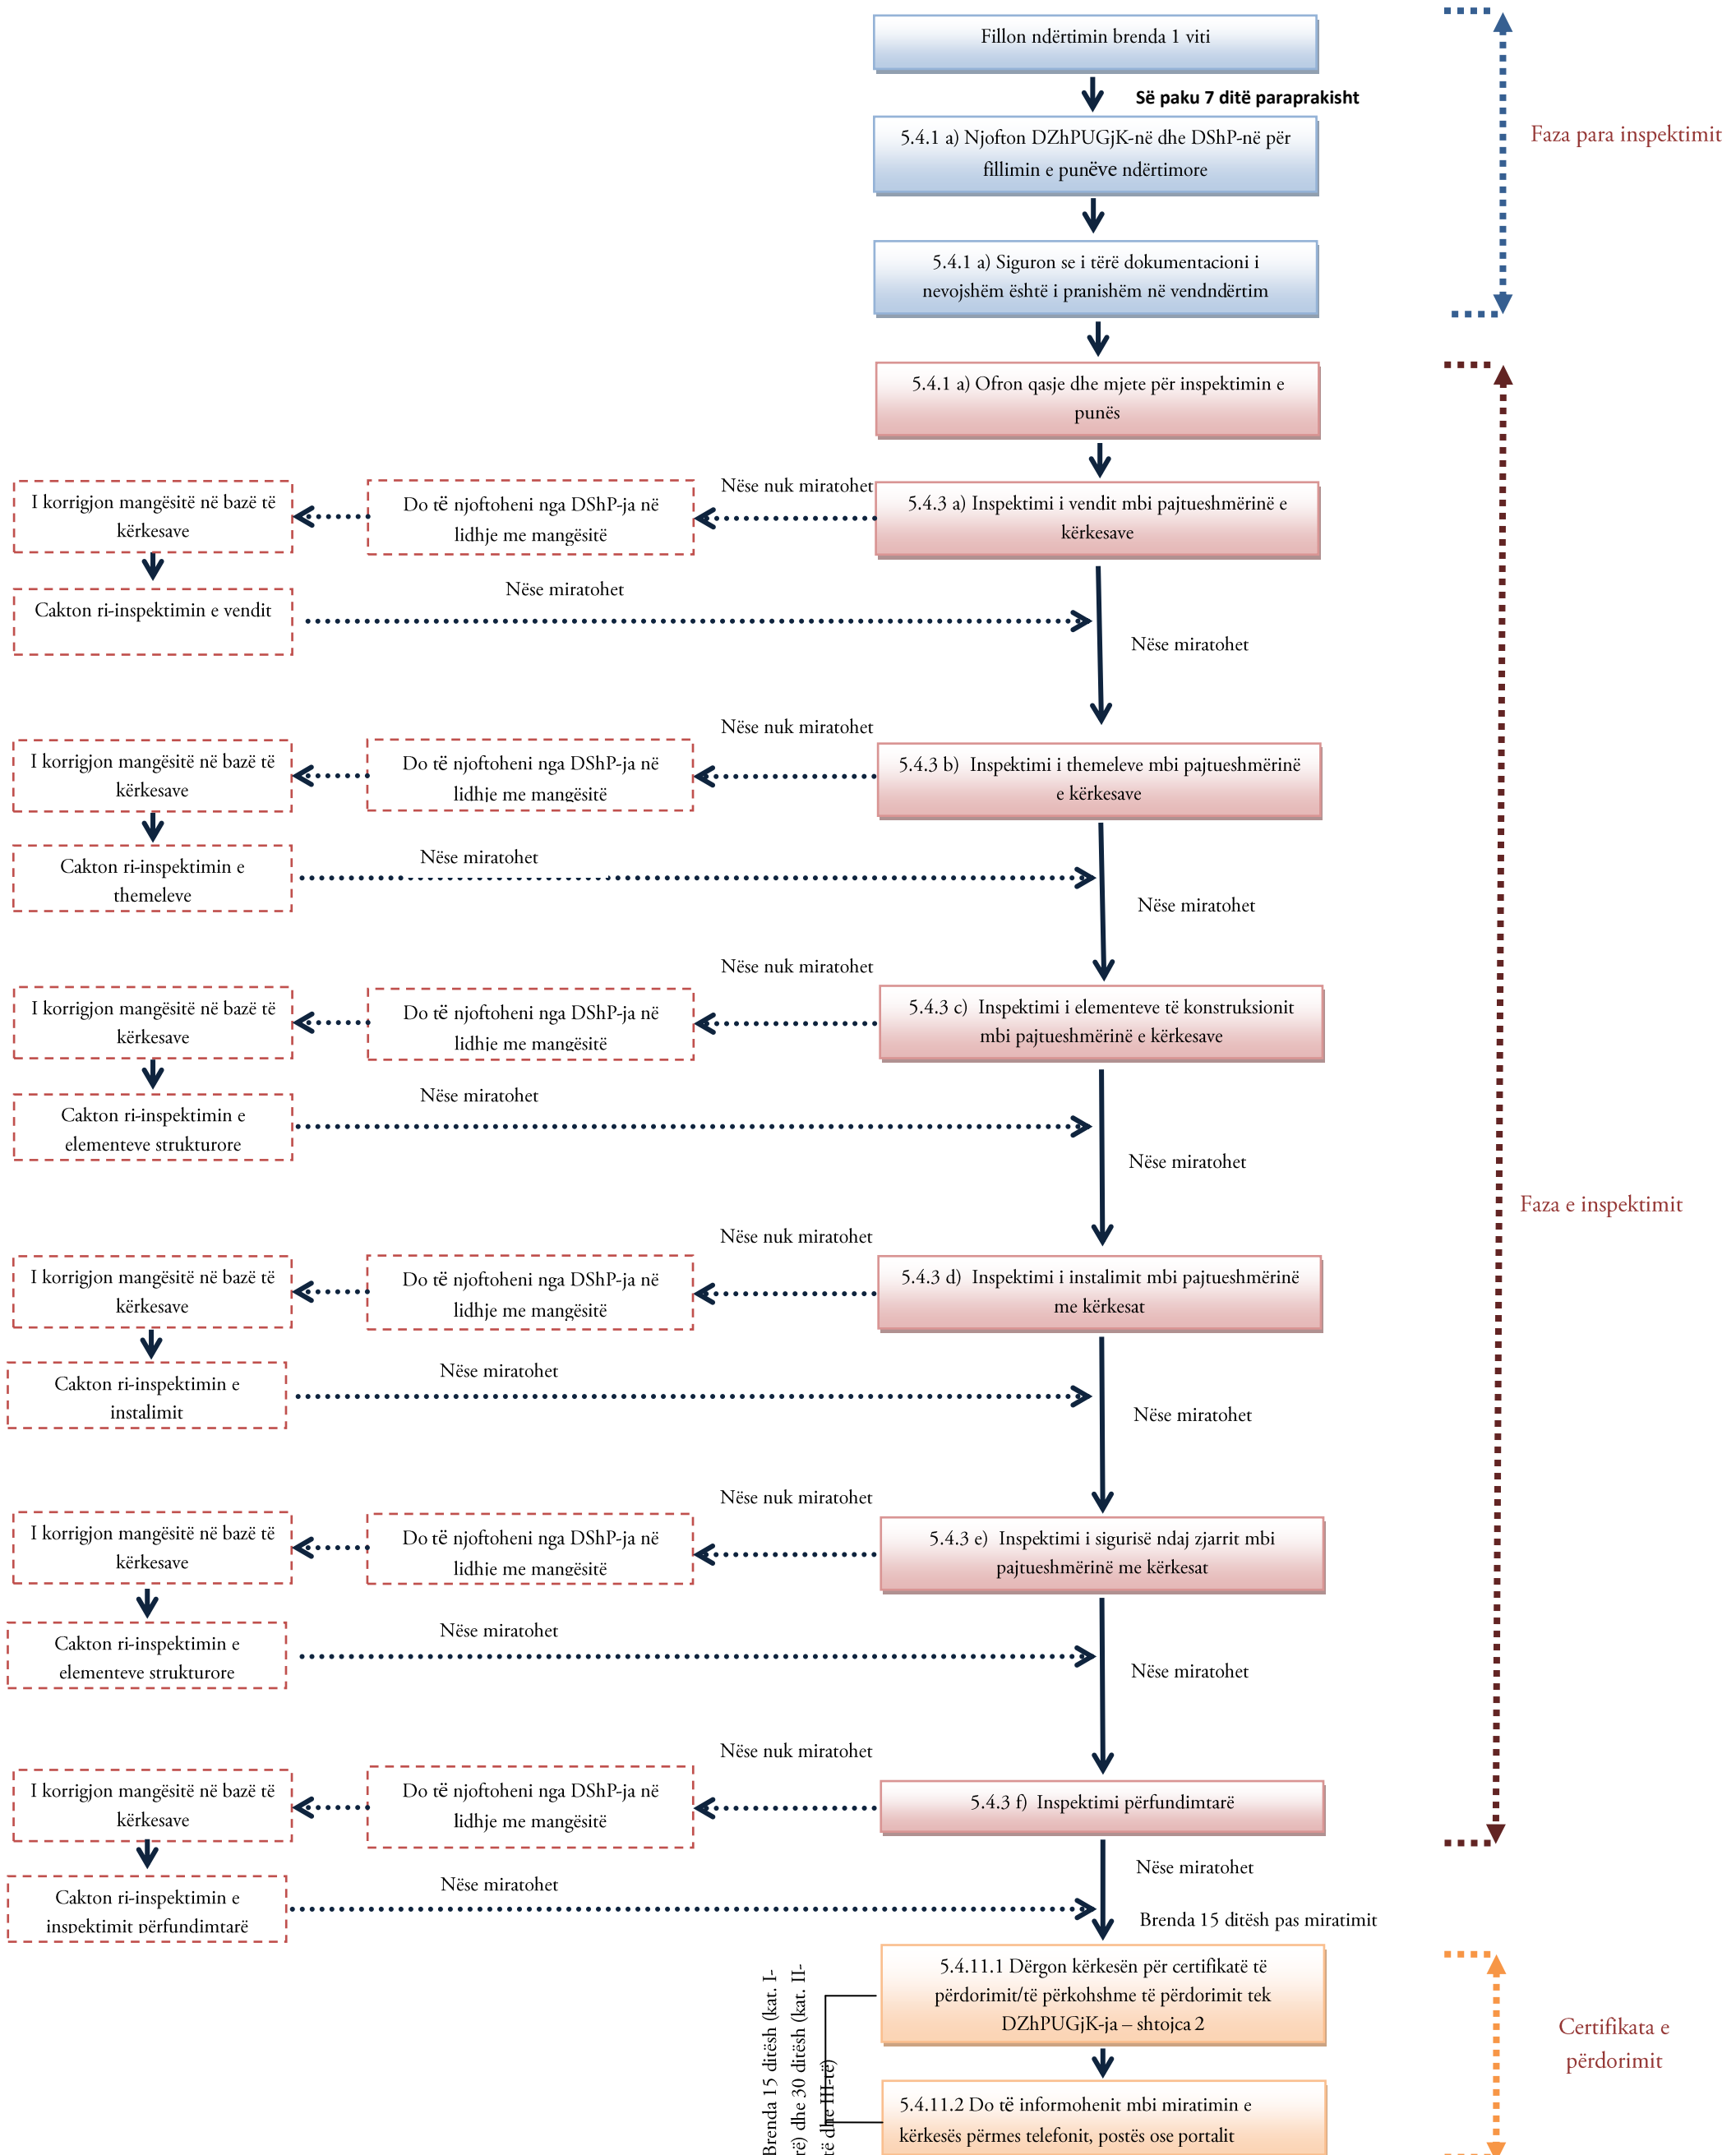 Fillon ndërtimin brenda 1 viti
Së paku 7 ditë paraprakisht
5.4.1 a) Njofton DZhPUGjK-në dhe DShP-në për
fillimin e punëve ndërtimore
Faza para inspektimit
5.4.1 a) Siguron se i tërë dokumentacioni i
nevojshëm është i pranishëm në vendndërtim
5.4.1 a) Ofron qasje dhe mjete për inspektimin e
punës
5.4.3 a) Inspektimi i vendit mbi pajtueshmërinë e
kërkesave
Nëse nuk miratohet
Do të njoftoheni nga DShP-ja në
lidhje me mangësitë
I korrigjon mangësitë në bazë të
kërkesave
Cakton ri-inspektimin e vendit
Nëse miratohet
Nëse miratohet
5.4.3 b) Inspektimi i themeleve mbi pajtueshmërinë
e kërkesave
Nëse nuk miratohet
Do të njoftoheni nga DShP-ja në
lidhje me mangësitë
I korrigjon mangësitë në bazë të
kërkesave
Cakton ri-inspektimin e
themeleve
Nëse miratohet
Nëse miratohet
5.4.3 c) Inspektimi i elementeve të konstruksionit
mbi pajtueshmërinë e kërkesave
Nëse nuk miratohet
Do të njoftoheni nga DShP-ja në
lidhje me mangësitë
I korrigjon mangësitë në bazë të
kërkesave
Cakton ri-inspektimin e
elementeve strukturore
Nëse miratohet
Nëse miratohet
Faza e inspektimit
5.4.3 d) Inspektimi i instalimit mbi pajtueshmërinë
me kërkesat
Nëse nuk miratohet
Do të njoftoheni nga DShP-ja në
lidhje me mangësitë
I korrigjon mangësitë në bazë të
kërkesave
Cakton ri-inspektimin e
instalimit
Nëse miratohet
Nëse miratohet
5.4.3 e) Inspektimi i sigurisë ndaj zjarrit mbi
pajtueshmërinë me kërkesat
Nëse nuk miratohet
Do të njoftoheni nga DShP-ja në
lidhje me mangësitë
I korrigjon mangësitë në bazë të
kërkesave
Cakton ri-inspektimin e
elementeve strukturore
Nëse miratohet
Nëse miratohet
5.4.3 f) Inspektimi përfundimtarë
Nëse nuk miratohet
Do të njoftoheni nga DShP-ja në
lidhje me mangësitë
I korrigjon mangësitë në bazë të
kërkesave
Cakton ri-inspektimin e
inspektimit përfundimtarë
Nëse miratohet
Nëse miratohet
Brenda 15 ditësh pas miratimit
5.4.11.1 Dërgon kërkesën për certifikatë të
përdorimit/të përkohshme të përdorimit tek
DZhPUGjK-ja – shtojca 2
Brenda 15 ditësh (kat. I-
rë) dhe 30 ditësh (kat. II-
të dhe III-të)
5.4.11.2 Do të informohenit mbi miratimin e
kërkesës përmes telefonit, postës ose portalit
Certifikata e
përdorimit